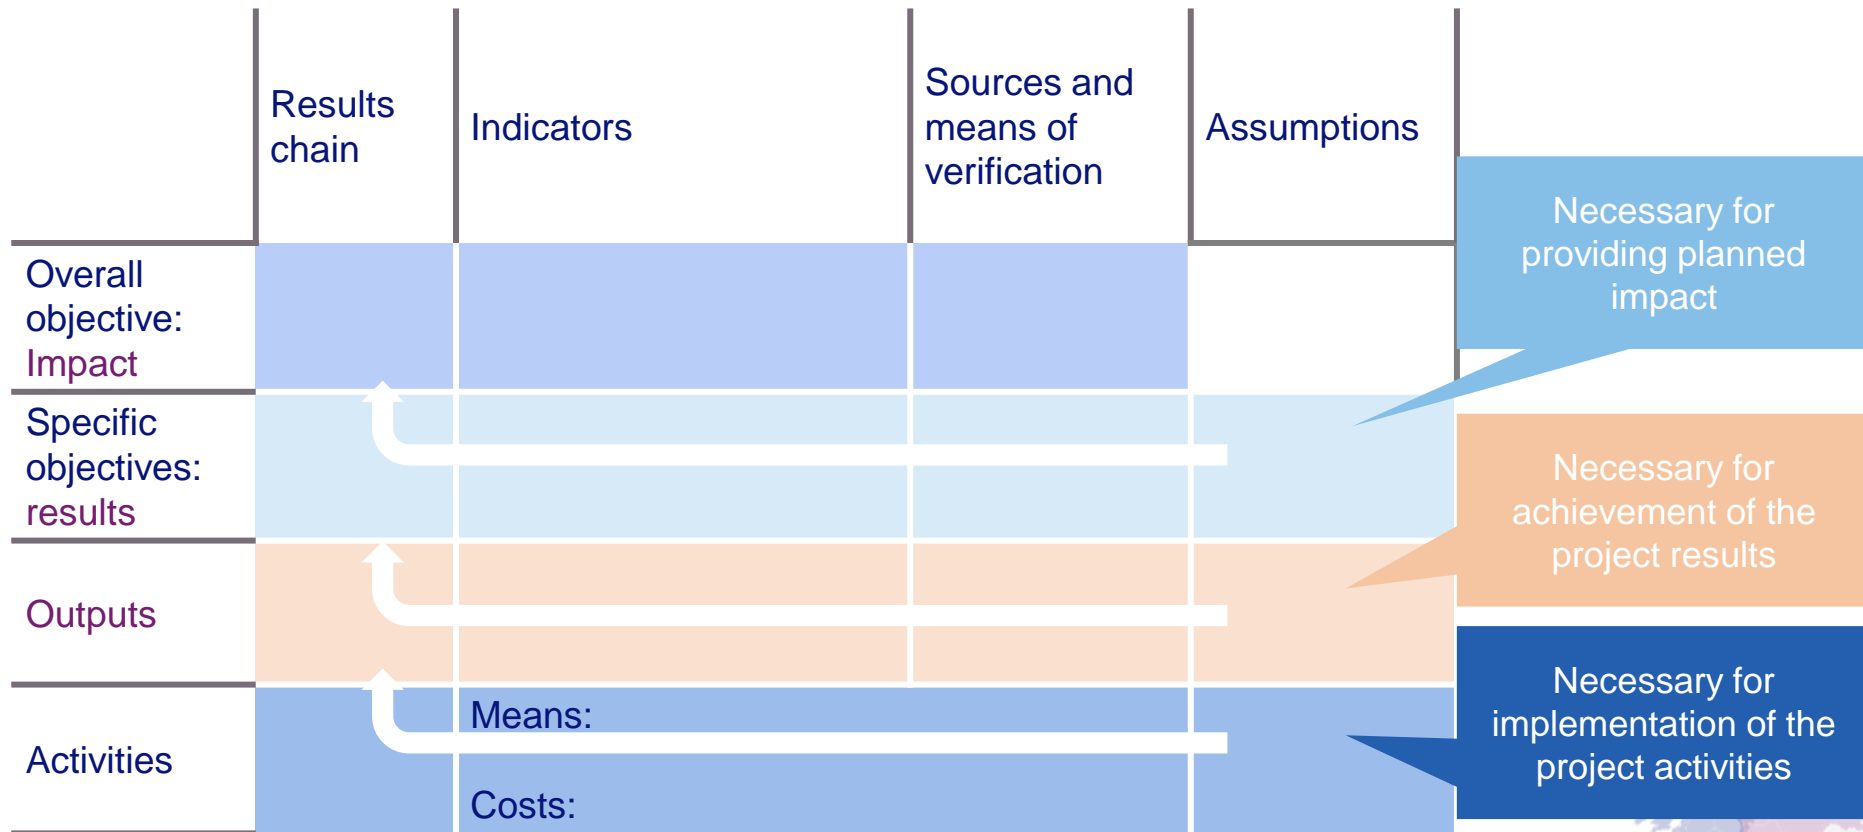 Results
chain
Indicators
Sources and
means of
verification
Assumptions
Necessary for
providing planned
impact
Overall
objective:
Impact
Specific
objectives:
results
Necessary for
achievement of the
project results
Outputs
Necessary for
implementation of the
project activities
Activities
Means:
Costs: